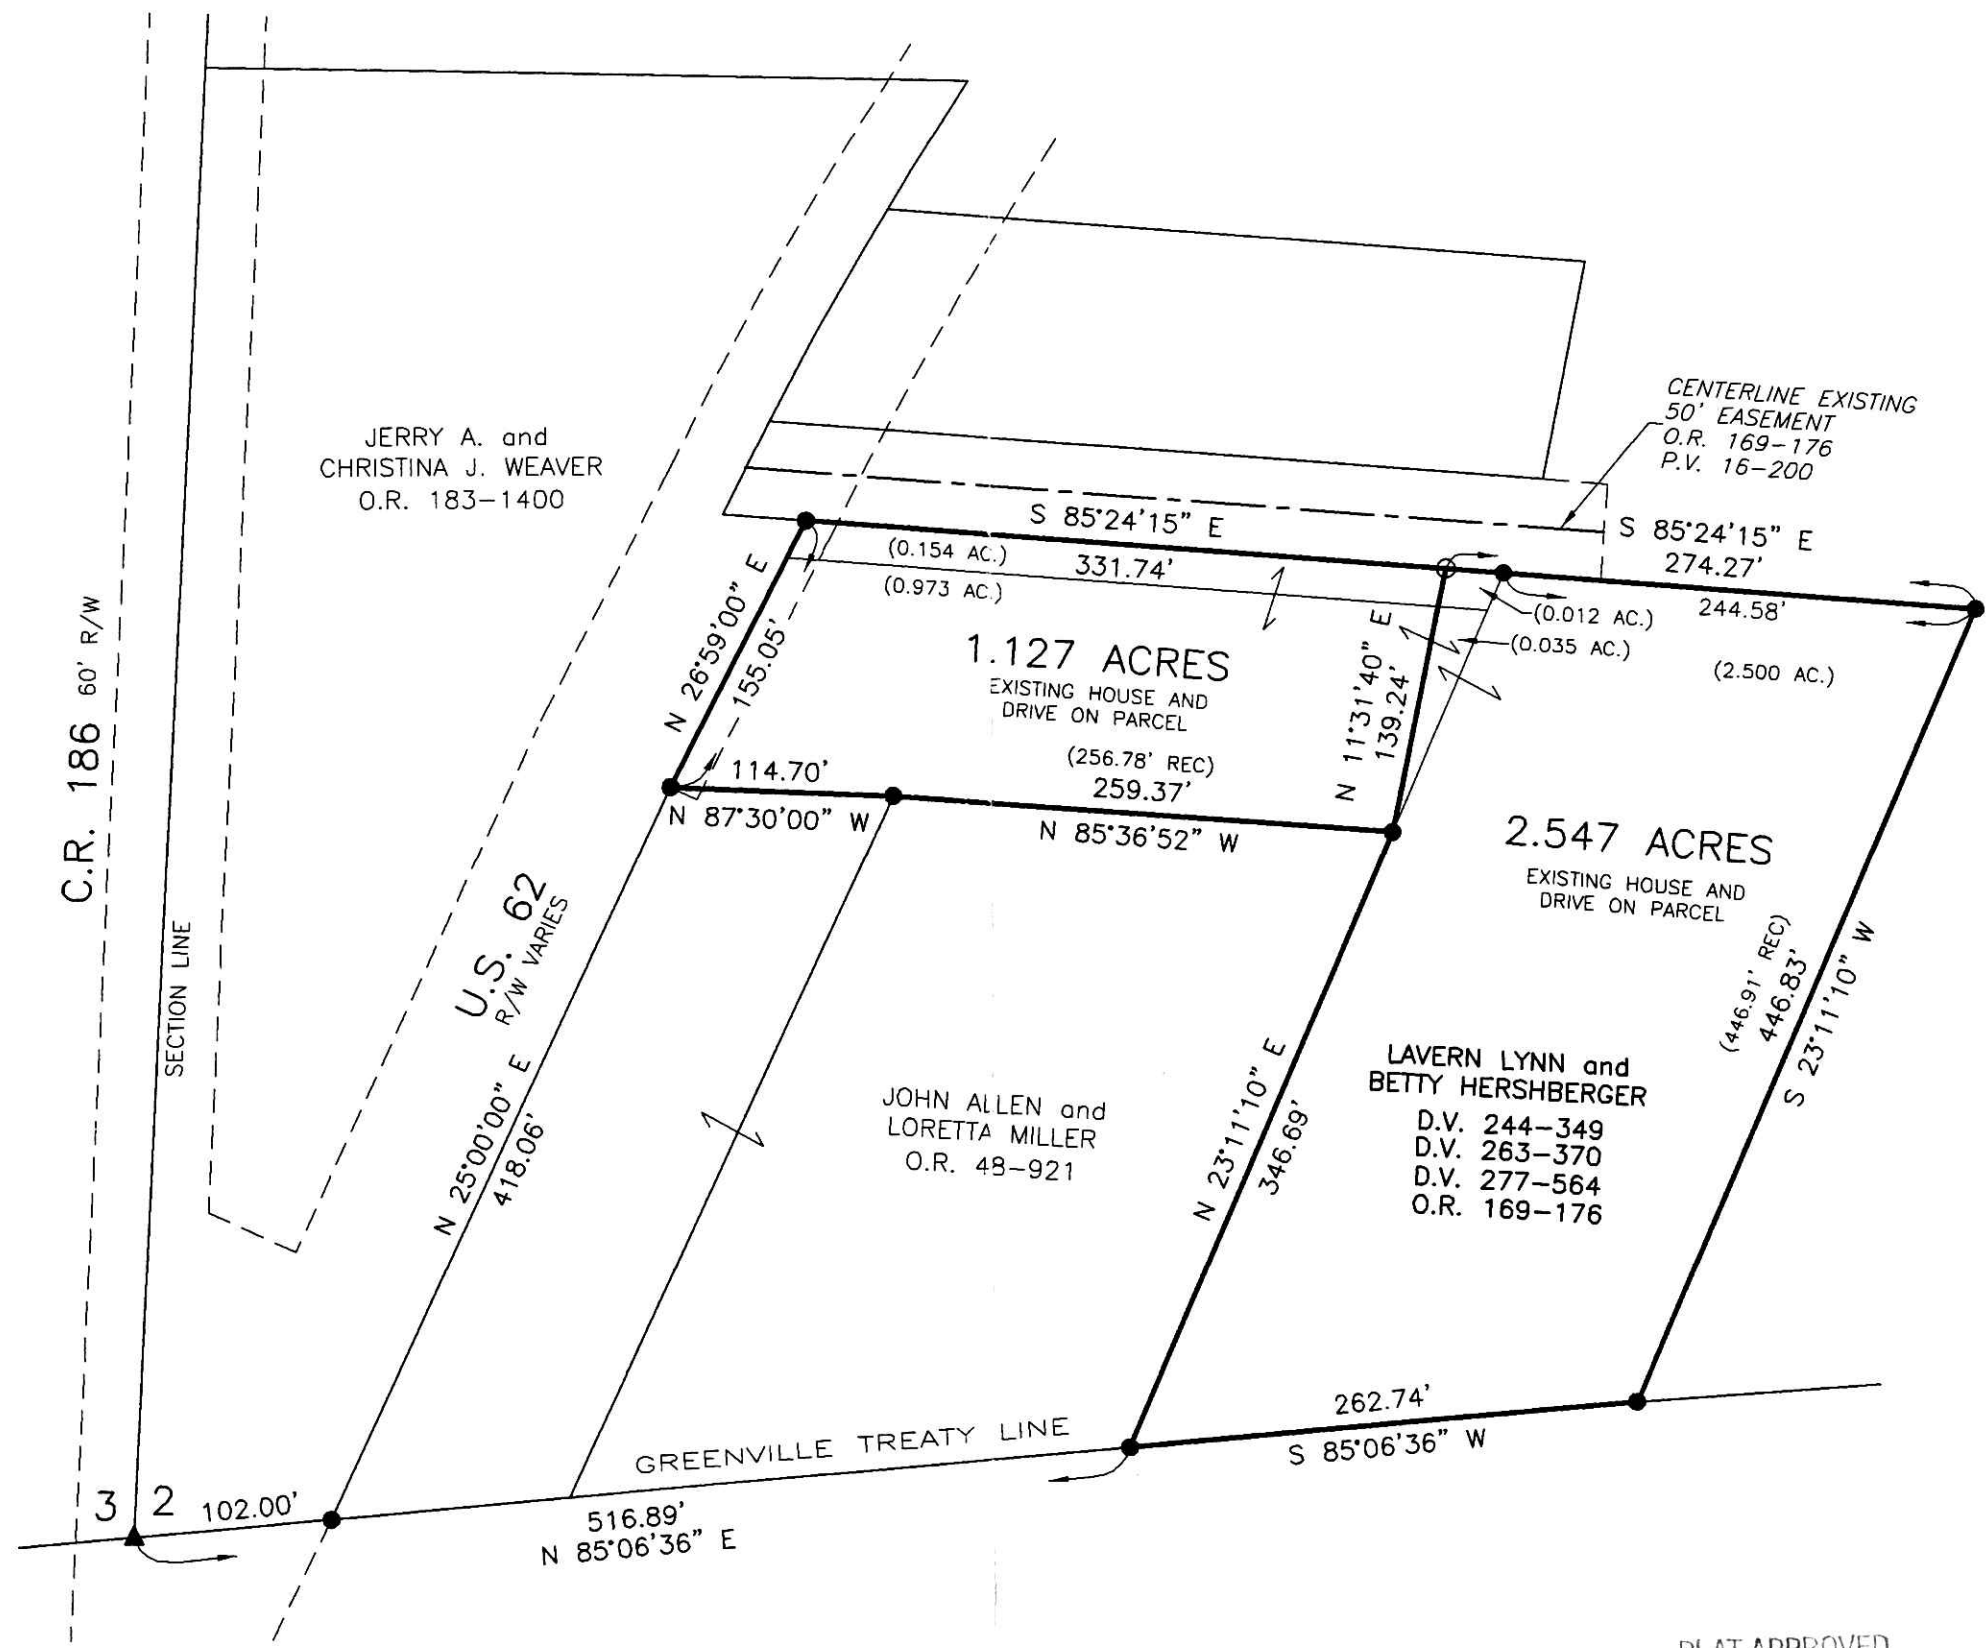 JERRY A. and
CHRISTINA J. WEAVER
O.R. 183-1400
CENTERLINE EXISTING
50' EASEMENT
O.R. 169-176
P.V. 16-200
S 85°24'15" E
331.74'
(0.154 AC.)
(0.973 AC.)
S 85°24'15" E
274.27'
244.58'
(0.012 AC.)
(0.035 AC.)
(2.500 AC.)
N 26°59'00" E
155.05'
1.127 ACRES
EXISTING HOUSE AND
DRIVE ON PARCEL
(256.78' REC)
259.37'
N 85°36'52" W
114.70'
N 87°30'00" W
N 11°31'40" E
139.24'
2.547 ACRES
EXISTING HOUSE AND
DRIVE ON PARCEL
(446.91' REC)
446.83'
S 23°11'10" W
C.R. 186 60' R/W
SECTION LINE
U.S. 62
R/W VARIES
N 25°00'00" E
418.06'
JOHN ALLEN and
LORETTA MILLER
O.R. 48-921
N 23°11'10" E
346.69'
LAVERN LYNN and
BETTY HERSHBERGER
D.V. 244-349
D.V. 263-370
D.V. 277-564
O.R. 169-176
262.74'
S 85°06'36" W
GREENVILLE TREATY LINE
3 2 102.00'
516.89'
N 85°06'36" E
PLAT APPROVED